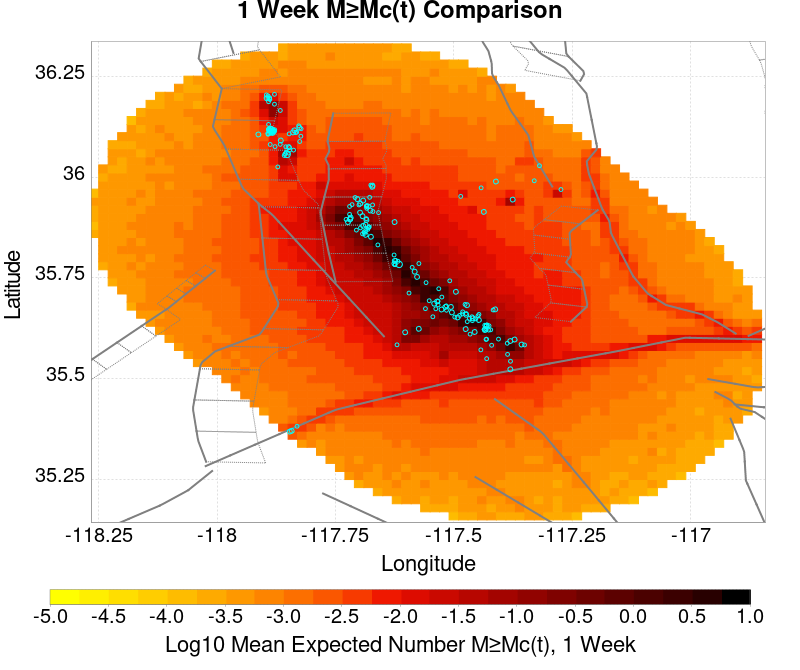 1 Week M≥Mc(t) Comparison
36.25
36
35.75
35.5
35.25
Latitude
-118.25 -118 -117.75 -117.5 -117.25 -117
Longitude
-5.0 -4.5 -4.0 -3.5 -3.0 -2.5 -2.0 -1.5 -1.0 -0.5 0.0 0.5 1.0
Log10 Mean Expected Number M≥Mc(t), 1 Week